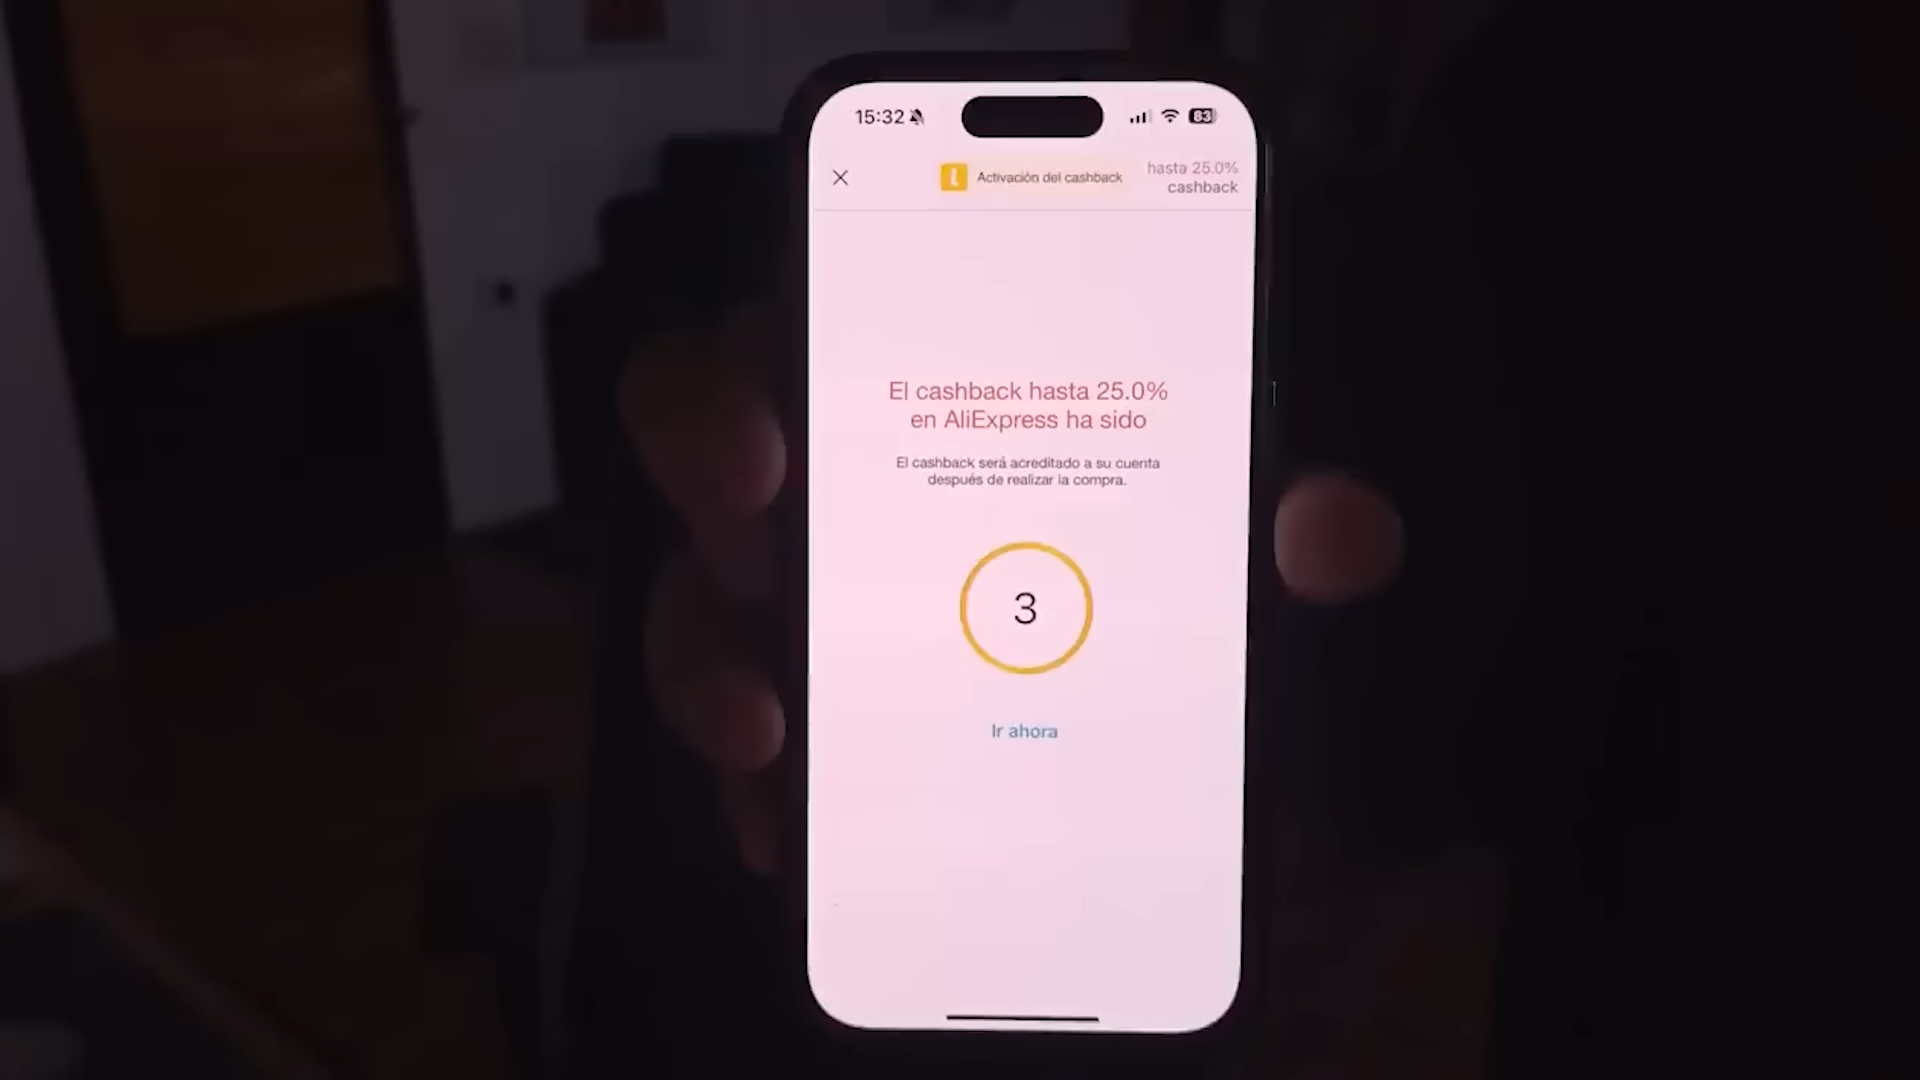 15:32
83
Activación del cashback
hasta 25.0%
cashback
El cashback hasta 25.0%
en AliExpress ha sido
El cashback será acreditado a su cuenta
después de realizar la compra.
3
Ir ahora